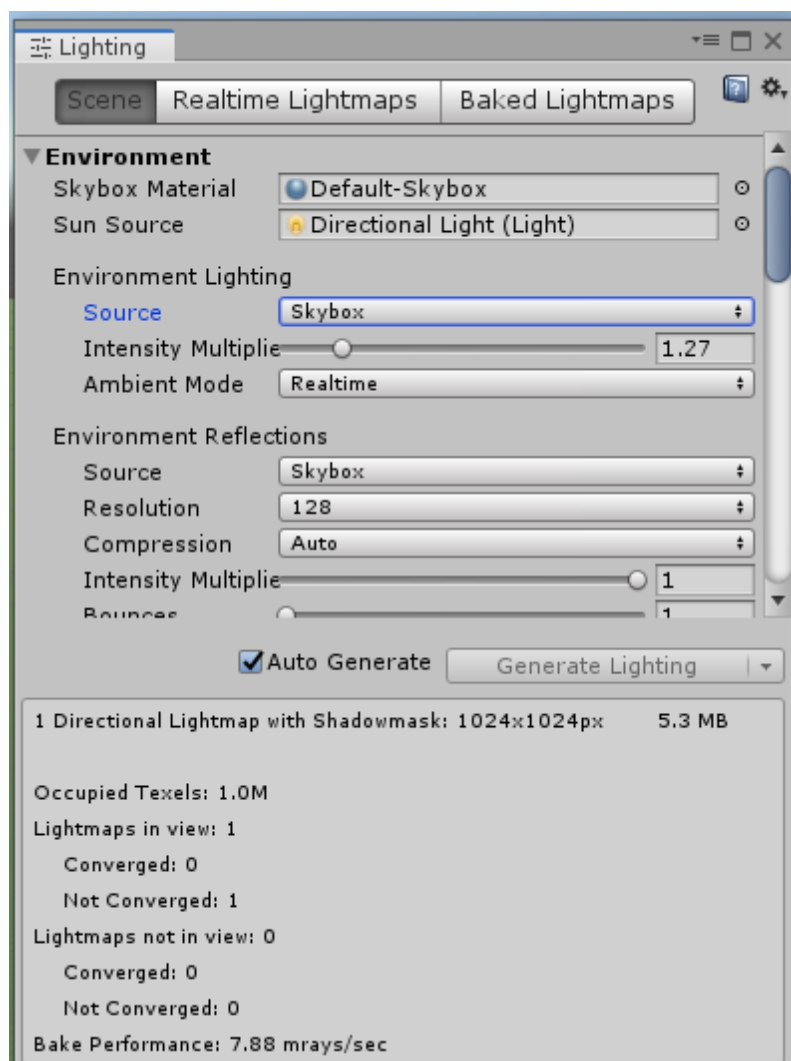 Lighting
Scene Realtime Lightmaps Baked Lightmaps
Environment
Skybox Material Default-Skybox
Sun Source Directional Light (Light)
Environment Lighting
Source Skybox
Intensity Multiplie 1.27
Ambient Mode Realtime
Environment Reflections
Source Skybox
Resolution 128
Compression Auto
Intensity Multiplie 1
Bounces 1
Auto Generate Generate Lighting
1 Directional Lightmap with Shadowmask: 1024x1024px 5.3 MB
Occupied Texels: 1.0M
Lightmaps in view: 1
Converged: 0
Not Converged: 1
Lightmaps not in view: 0
Converged: 0
Not Converged: 0
Bake Performance: 7.88 mrays/sec